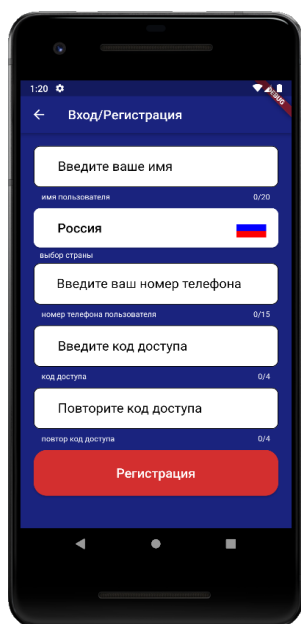 1:20
DEBUG
Вход/Регистрация
Введите ваше имя
имя пользователя 0/20
Россия
выбор страны
Введите ваш номер телефона
номер телефона пользователя 0/15
Введите код доступа
код доступа 0/4
Повторите код доступа
повтор код доступа 0/4
Регистрация